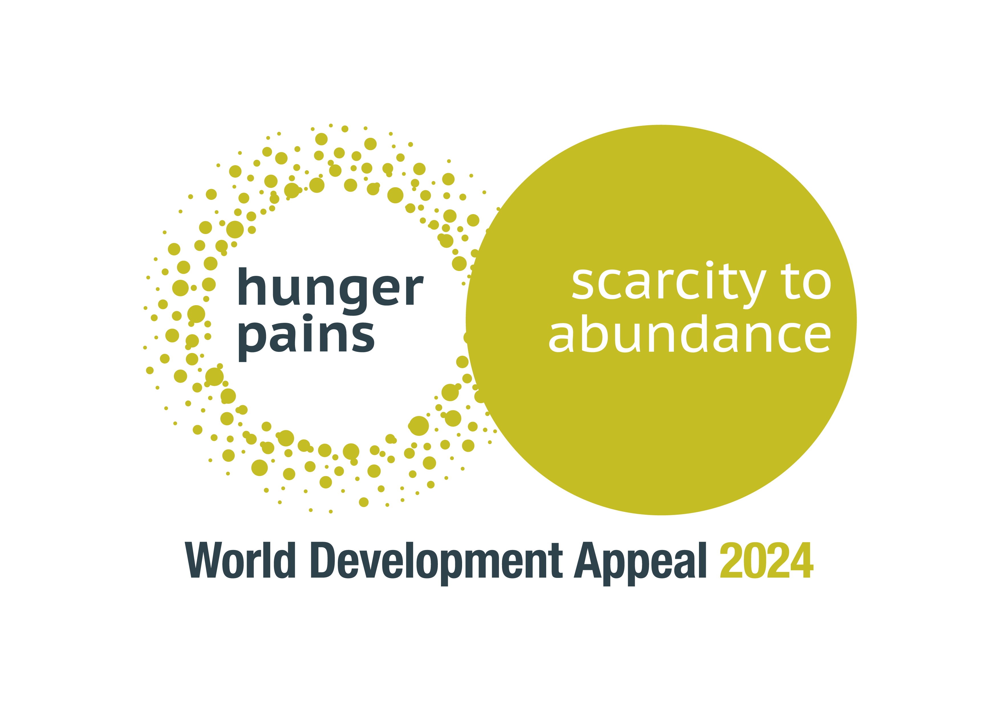 hunger
pains
scarcity to
abundance
World Development Appeal 2024